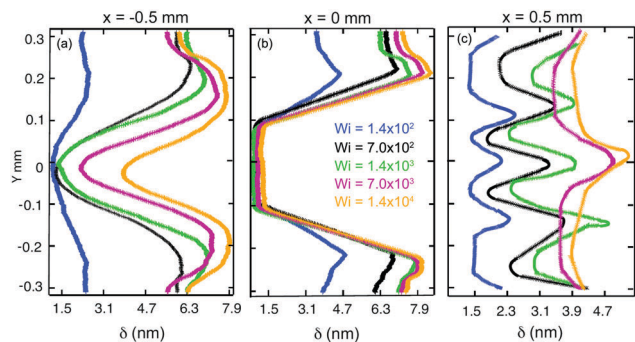 x = -0.5 mm x = 0 mm x = 0.5 mm
(a) (b) (c)
0.3
0.2
0.1
0
-0.1
-0.2
-0.3
Y mm
Wi = 1.4x10²
Wi = 7.0x10²
Wi = 1.4x10³
Wi = 7.0x10³
Wi = 1.4x10⁴
1.5 3.1 4.7 6.3 7.9 1.5 3.1 4.7 6.3 7.9 1.5 2.3 3.1 3.9 4.7
δ (nm) δ (nm) δ (nm)